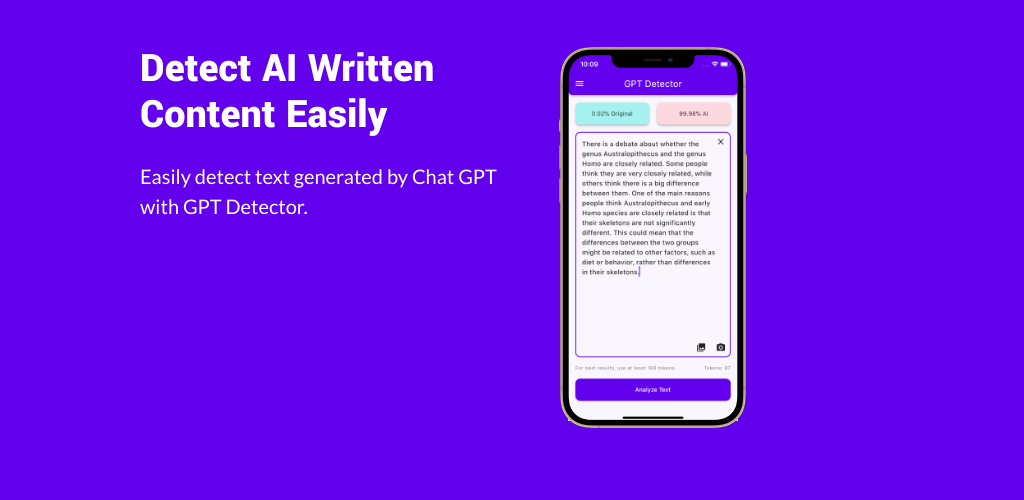 Detect AI Written
Content Easily
Easily detect text generated by Chat GPT
with GPT Detector.
10:09
GPT Detector
0.02% Original
99.98% AI
There is a debate about whether the
genus Australopithecus and the genus
Homo are closely related. Some people
think they are very closely related, while
others think there is a big difference
between them. One of the main reasons
people think Australopithecus and early
Homo species are closely related is that
their skeletons are not significantly
different. This could mean that the
differences between the two groups
might be related to other factors, such as
diet or behavior, rather than differences
in their skeletons.
For best results, use at least 100 tokens.
Tokens: 97
Analyze Text